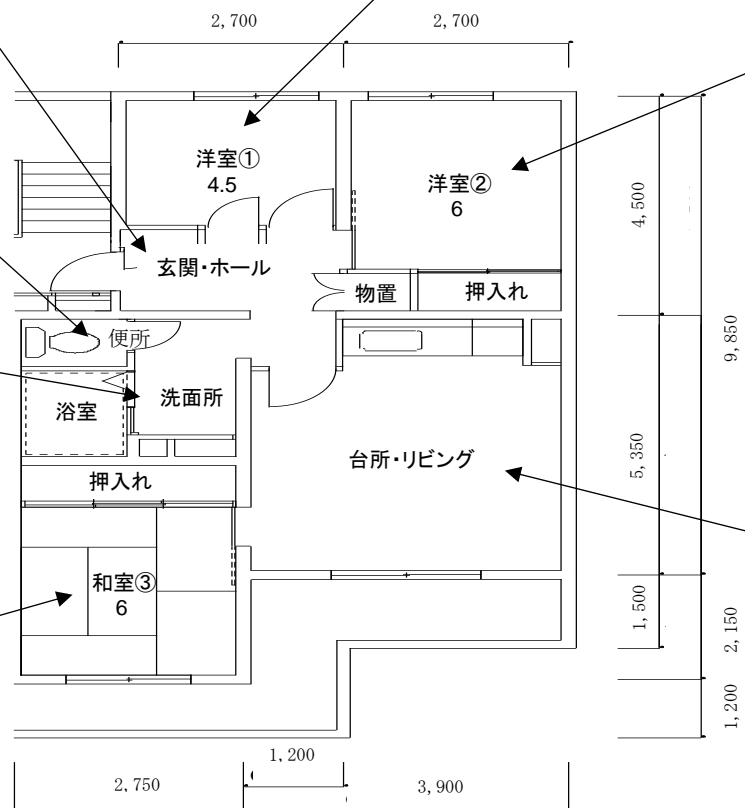 2,700
2,700
洋室①
4.5
洋室②
6
4,500
玄関・ホール
物置
押入れ
便所
9,850
浴室
洗面所
台所・リビング
5,350
押入れ
和室③
6
1,500
2,150
1,200
1,200
2,750
3,900